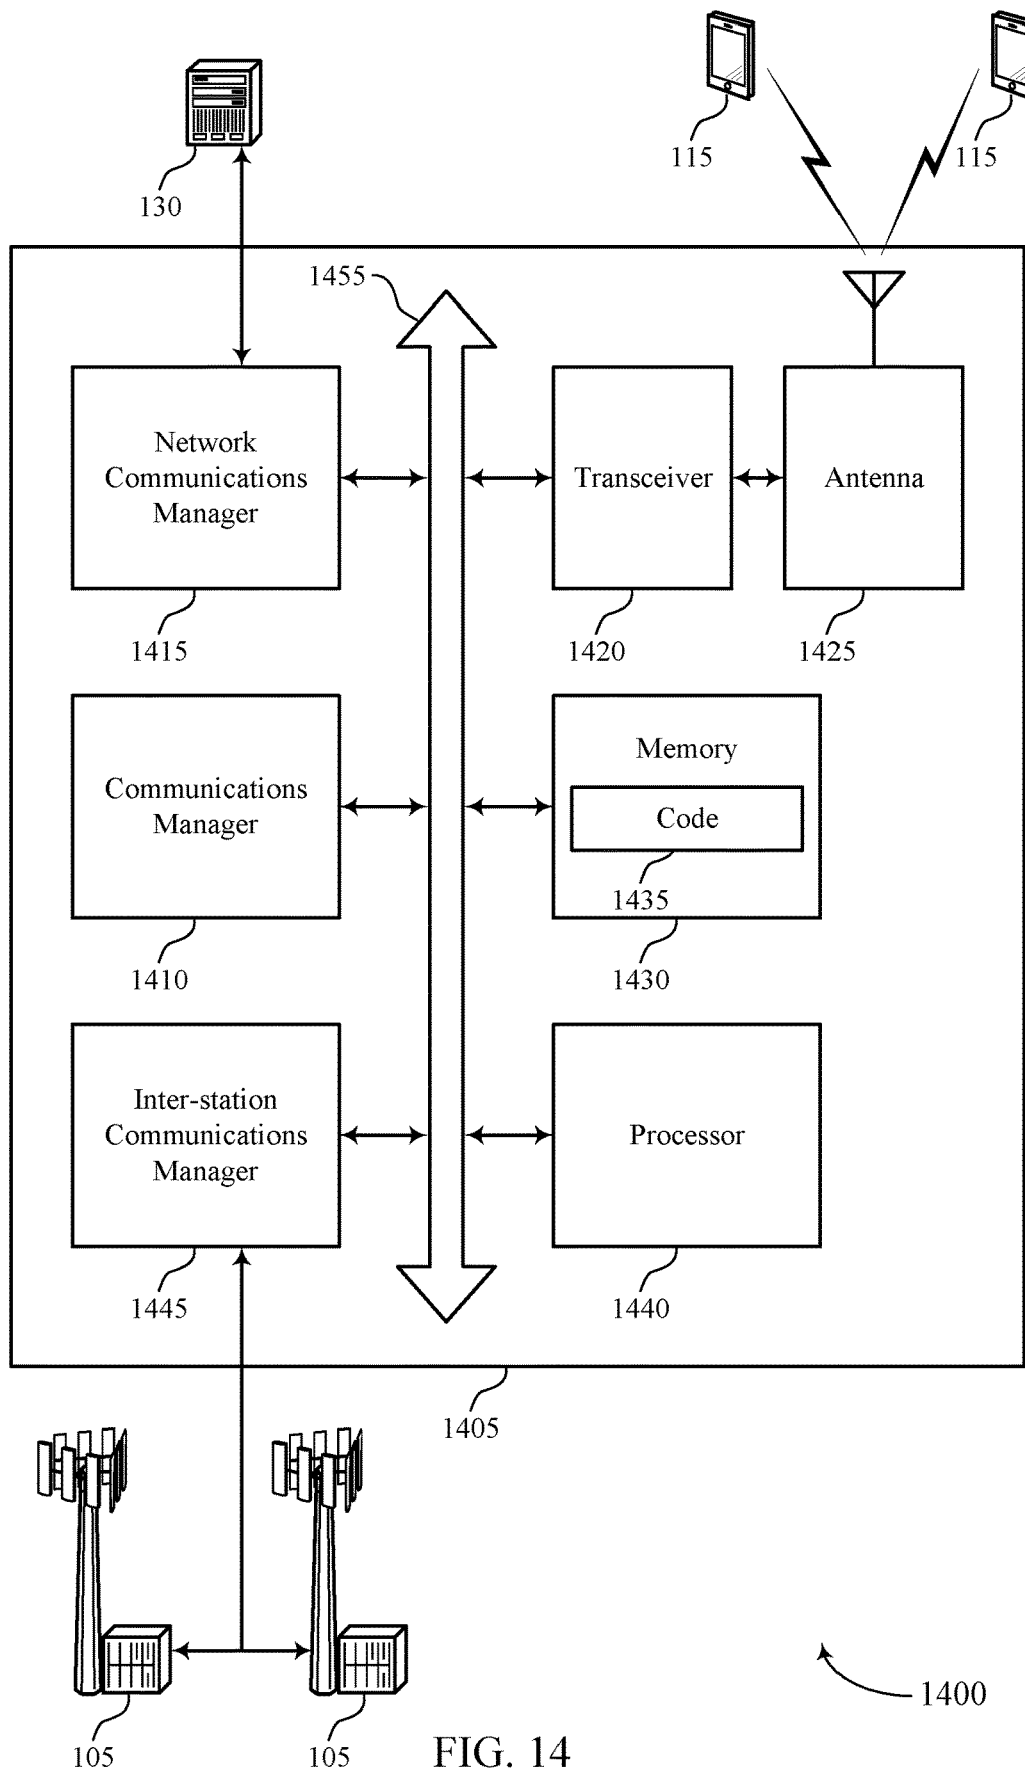 115
115
130
1455
Network
Communications
Manager
Transceiver
Antenna
1415
1420
1425
Communications
Manager
Memory
Code
1435
1410
1430
Inter-station
Communications
Manager
Processor
1445
1440
1405
1400
105
105
FIG. 14